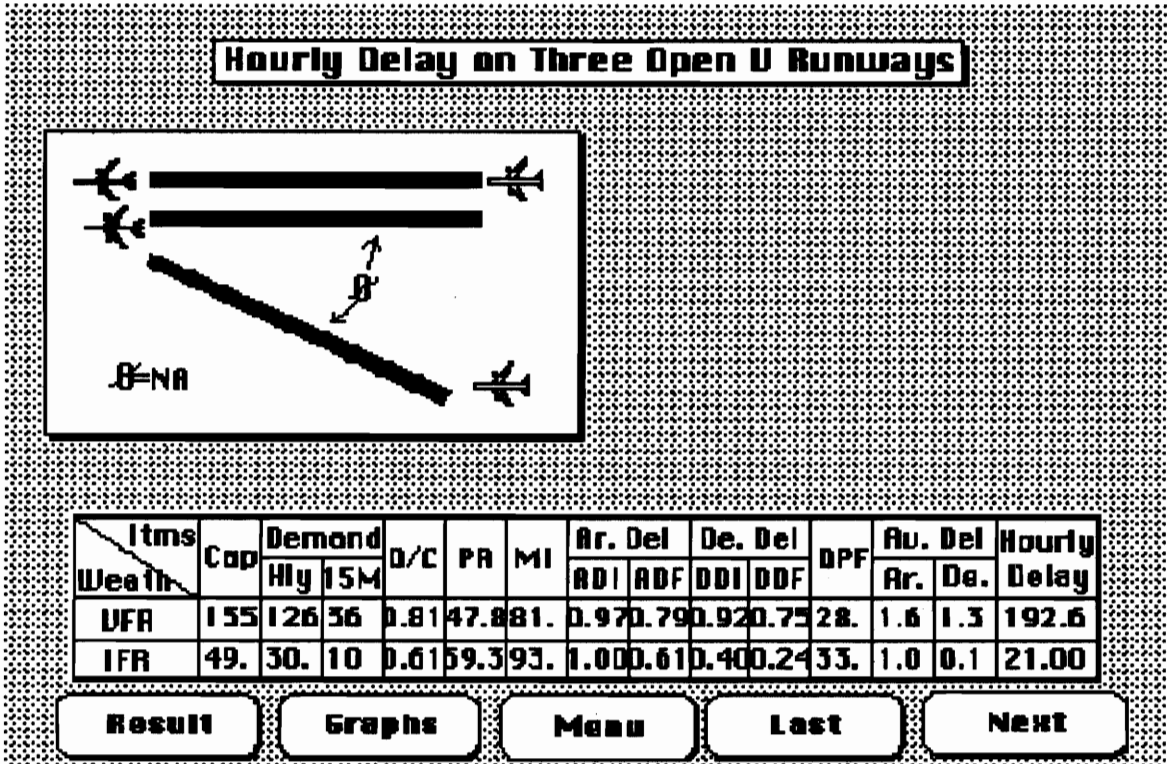 Hourly Delay on Three Open V Runways
θ
θ=NA
Itms Cap Demand D/C PA MI Ar. Del De. Del DPF Av. Del Hourly Delay
Weath Hly 15M ADI ADF DDI DDF Ar. De.
VFR 155 126 36 0.81 47.8 81. 0.97 0.79 0.92 0.75 28. 1.6 1.3 192.6
IFR 49. 30. 10 0.61 59.3 93. 1.00 0.61 0.40 0.24 33. 1.0 0.1 21.00
Result Graphs Menu Last Next